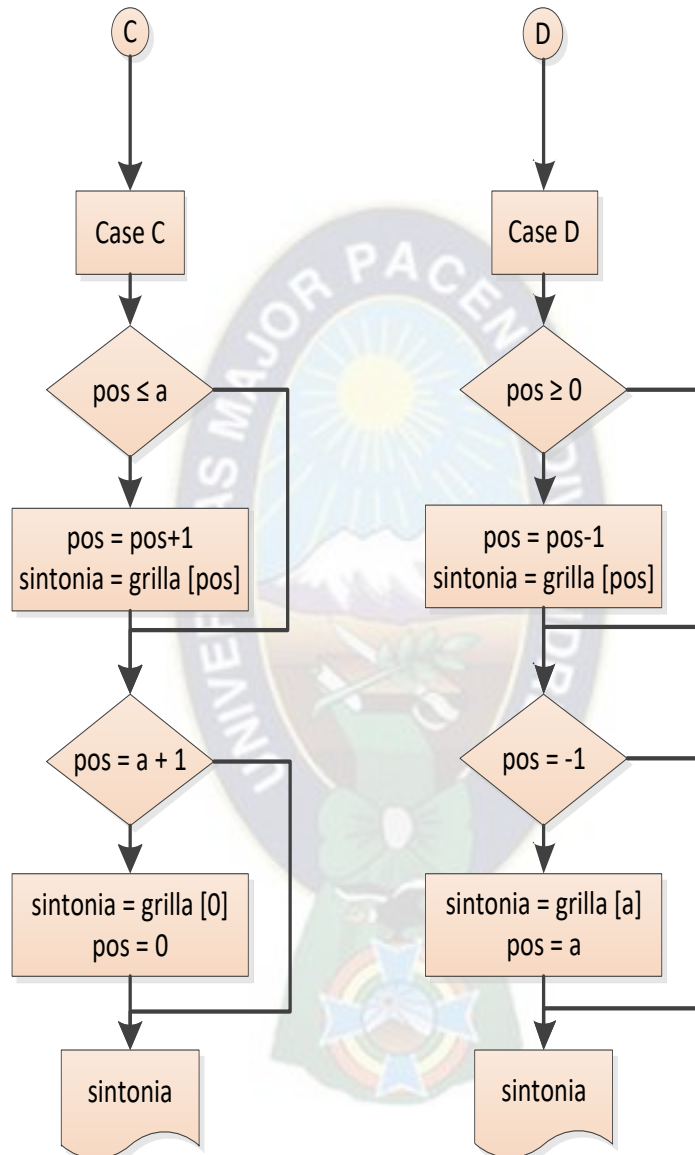 C
Case C
pos ≤ a
pos = pos+1
sintonia = grilla [pos]
pos = a + 1
sintonia = grilla [0]
pos = 0
sintonia
D
Case D
pos ≥ 0
pos = pos-1
sintonia = grilla [pos]
pos = -1
sintonia = grilla [a]
pos = a
sintonia
MAJOR